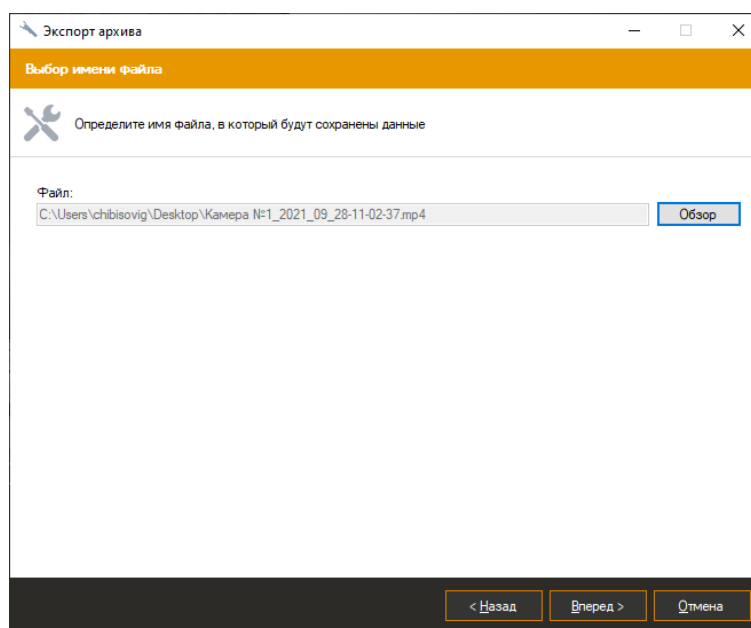 Экспорт архива
Выбор имени файла
Определите имя файла, в который будут сохранены данные
Файл:
C:\Users\chibisovig\Desktop\Камера №1_2021_09_28-11-02-37.mp4
Обзор
< Назад
Вперед >
Отмена